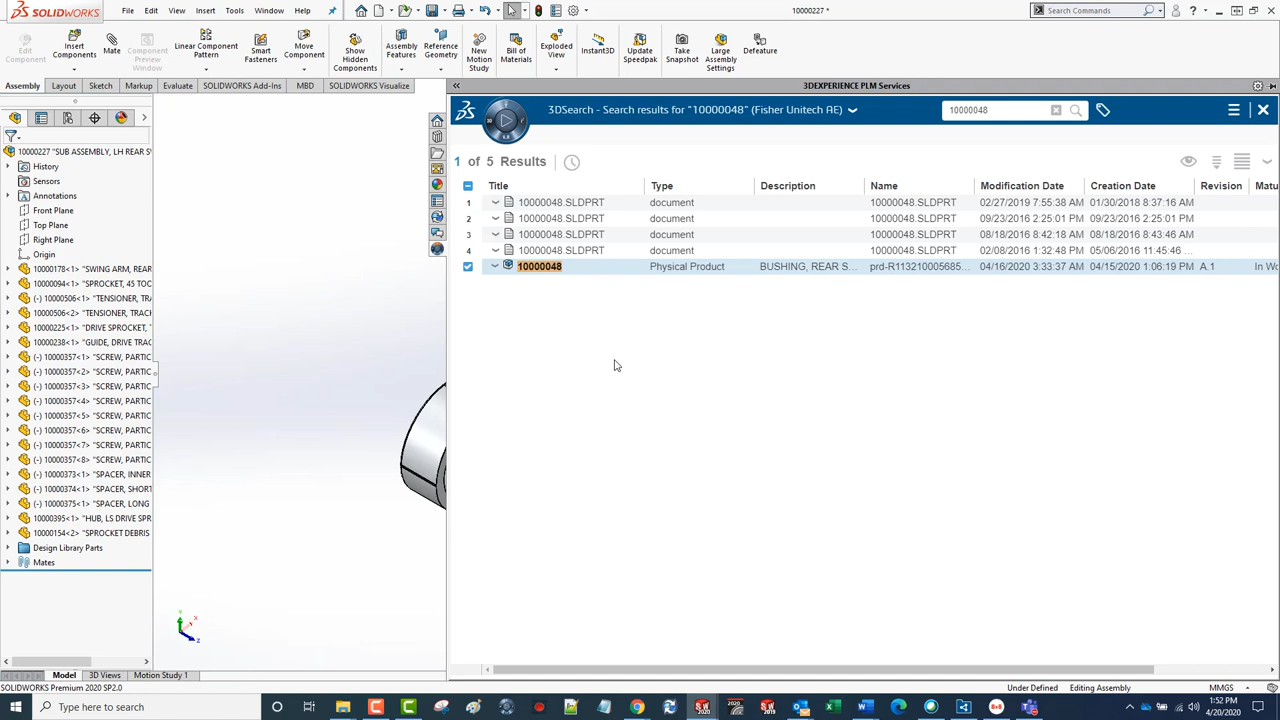 SOLIDWORKS File Edit View Insert Tools Window Help 10000227 * Search Commands
Edit Component
Insert Components
Mate
Component Preview Window
Linear Component Pattern
Smart Fasteners
Move Component
Show Hidden Components
Assembly Features
Reference Geometry
New Motion Study
Bill of Materials
Exploded View
Instant3D
Update Speedpak
Take Snapshot
Large Assembly Settings
Defeature
Assembly Layout Sketch Markup Evaluate SOLIDWORKS Add-Ins MBD SOLIDWORKS Visualize
3DEXPERIENCE PLM Services
3DSearch - Search results for "10000048" (Fisher Unitech RE) 10000048
1 of 5 Results
Title Type Description Name Modification Date Creation Date Revision Matu
1 10000048.SLDPRT document 10000048.SLDPRT 02/27/2019 7:55:38 AM 01/30/2018 8:37:16 AM
2 10000048.SLDPRT document 10000048.SLDPRT 09/23/2016 2:25:01 PM 09/23/2016 2:25:01 PM
3 10000048.SLDPRT document 10000048.SLDPRT 08/18/2016 8:42:18 AM 08/18/2016 8:43:46 AM
4 10000048.SLDPRT document 10000048.SLDPRT 02/08/2016 1:32:48 PM 05/06/2016 11:45:46 ...
5 10000048 Physical Product BUSHING, REAR S... prd-R113210005685... 04/16/2020 3:33:37 AM 04/15/2020 1:06:19 PM A.1 In Wo
10000227 "SUB ASSEMBLY, LH REAR S
History
Sensors
Annotations
Front Plane
Top Plane
Right Plane
Origin
10000178<1> "SWING ARM, REAR
10000094<1> "SPROCKET, 45 TOO
(-) 10000506<1> "TENSIONER, TRACK
10000506<2> "TENSIONER, TRACK
10000225<1> "DRIVE SPROCKET, 
10000238<1> "GUIDE, DRIVE TRAC
(-) 10000357<1> "SCREW, PARTIC
(-) 10000357<2> "SCREW, PARTIC
(-) 10000357<3> "SCREW, PARTIC
(-) 10000357<4> "SCREW, PARTIC
(-) 10000357<5> "SCREW, PARTIC
(-) 10000357<6> "SCREW, PARTIC
(-) 10000357<7> "SCREW, PARTIC
(-) 10000357<8> "SCREW, PARTIC
10000373<1> "SPACER, INNER
(-) 10000374<1> "SPACER, SHORT
10000375<1> "SPACER, LONG
(-) 10000395<1> "HUB, LS DRIVE SPR
10000154<2> "SPROCKET DEBRIS
Design Library Parts
Mates
Model 3D Views Motion Study 1
SOLIDWORKS Premium 2020 SP2.0 Under Defined Editing Assembly MMGS
Type here to search 1:52 PM
4/20/2020